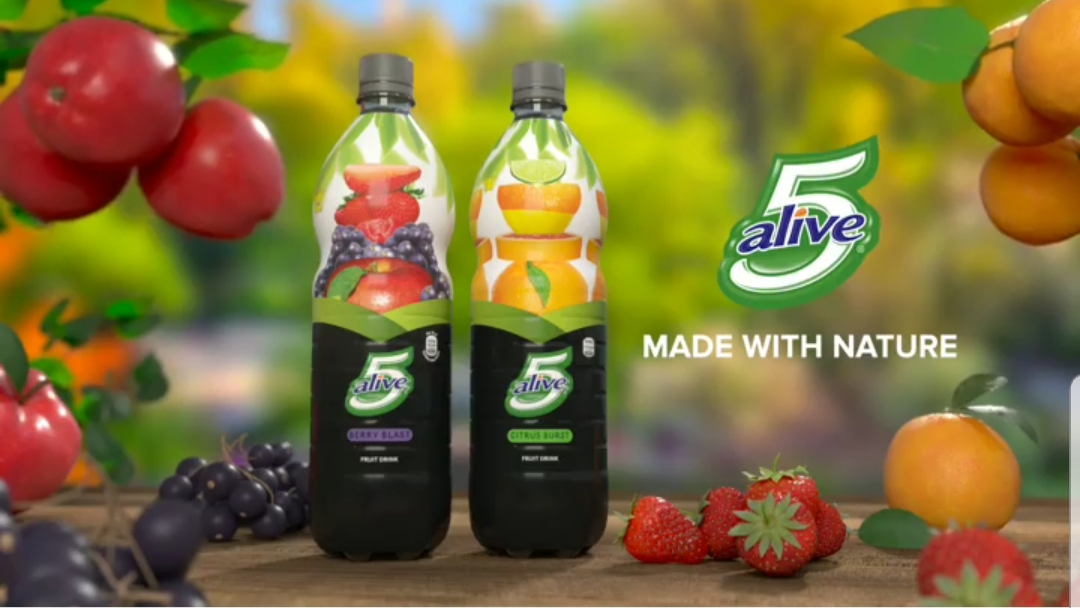 5
alive
BERRY BLAST
FRUIT DRINK
5
alive
CITRUS BURST
FRUIT DRINK
5
alive
MADE WITH NATURE